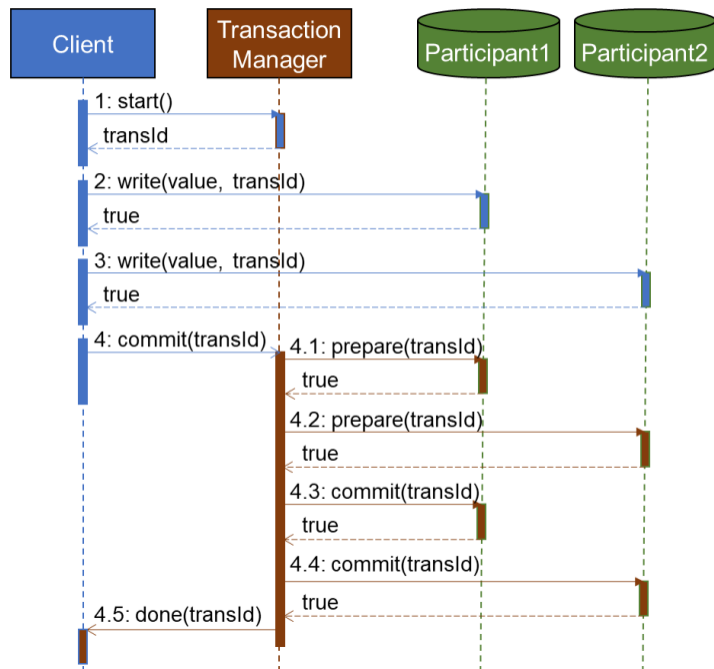 Client
Transaction
Manager
Participant1
Participant2
1: start()
transId
2: write(value, transId)
true
3: write(value, transId)
true
4: commit(transId)
4.1: prepare(transId)
true
4.2: prepare(transId)
true
4.3: commit(transId)
true
4.4: commit(transId)
true
4.5: done(transId)